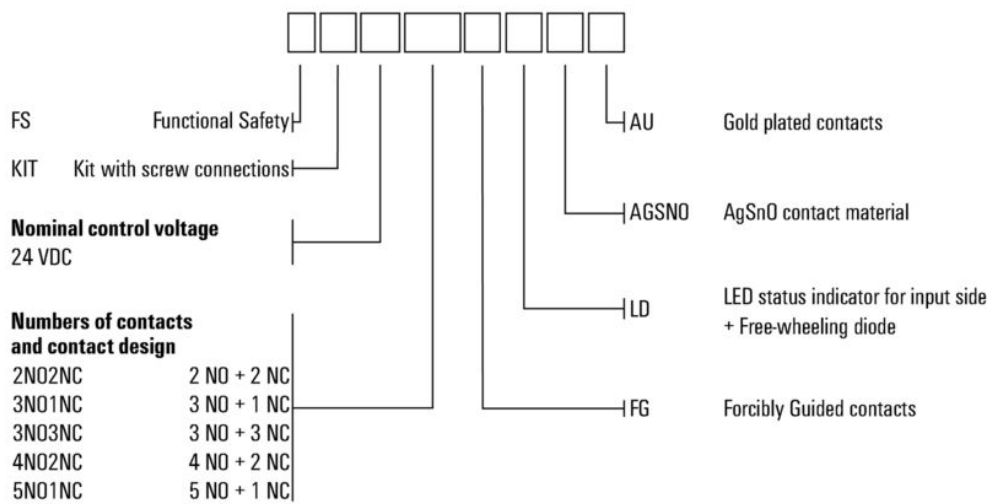 FS Functional Safety
KIT Kit with screw connections
Nominal control voltage
24 VDC
Numbers of contacts
and contact design
2NO2NC 2 NO + 2 NC
3NO1NC 3 NO + 1 NC
3NO3NC 3 NO + 3 NC
4NO2NC 4 NO + 2 NC
5NO1NC 5 NO + 1 NC
AU Gold plated contacts
AGSNO AgSnO contact material
LD LED status indicator for input side
+ Free-wheeling diode
FG Forcibly Guided contacts